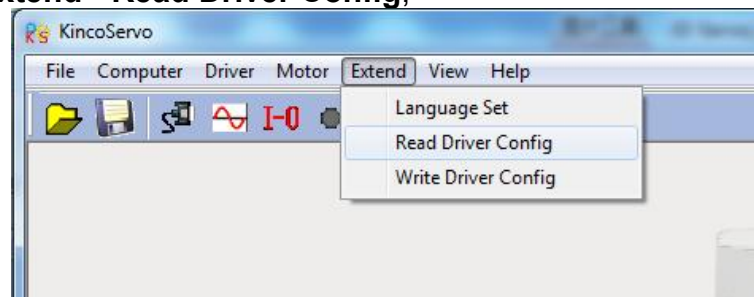 Read Driver Config,
KincoServo
File Computer Driver Motor Extend View Help
I-0
Language Set
Read Driver Config
Write Driver Config